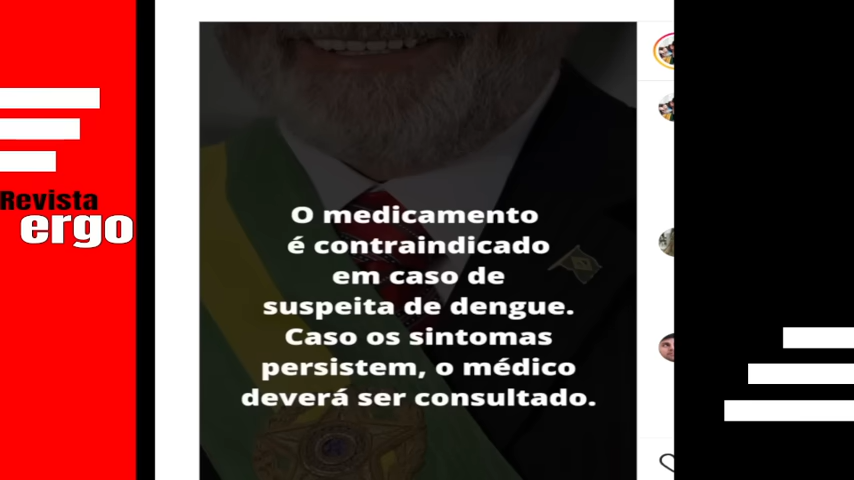 Revista
ergo
O medicamento
é contraindicado
em caso de
suspeita de dengue.
Caso os sintomas
persistem, o médico
deverá ser consultado.